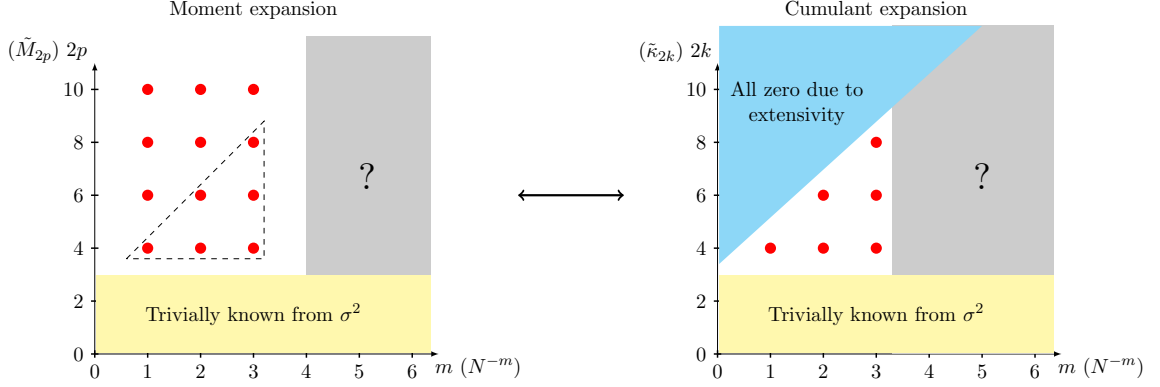 Moment expansion
(M̃₂ₚ) 2p
10
8
6
4
2
0
?
Trivially known from σ²
0 1 2 3 4 5 6
m (N⁻ᵐ)
Cumulant expansion
(κ̃₂ₖ) 2k
10
8
6
4
2
0
All zero due to
extensivity
?
Trivially known from σ²
0 1 2 3 4 5 6
m (N⁻ᵐ)